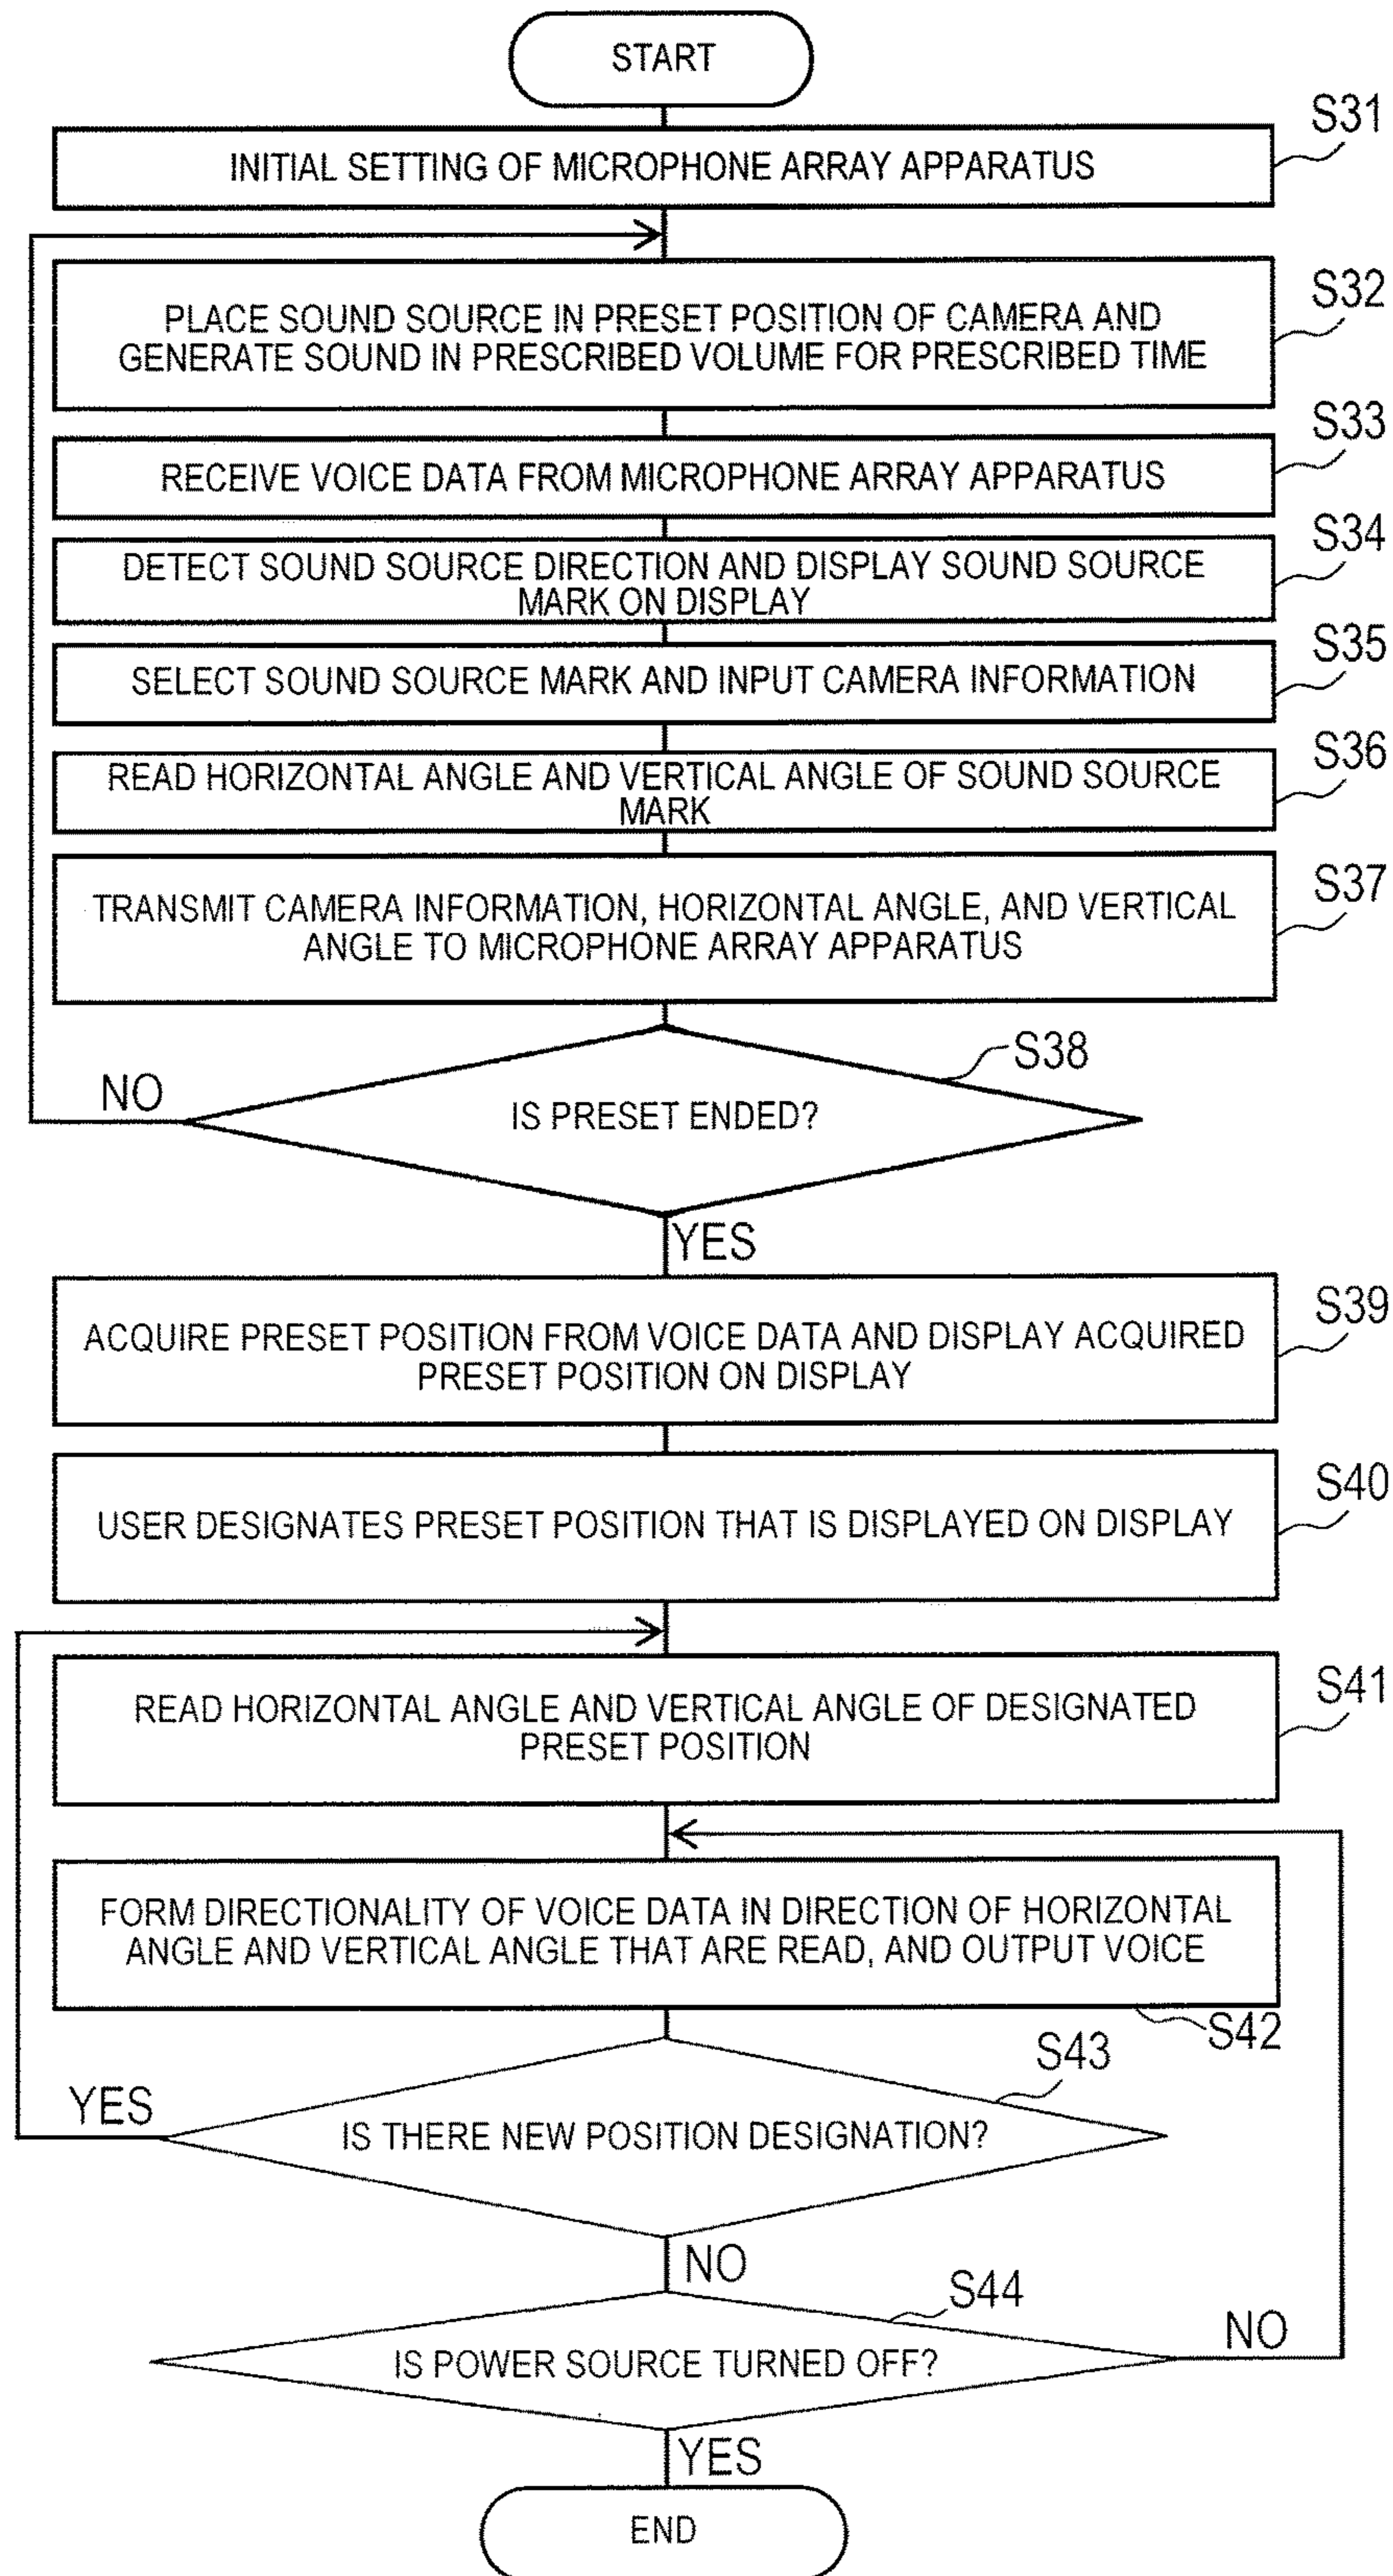 START
S31
INITIAL SETTING OF MICROPHONE ARRAY APPARATUS
S32
PLACE SOUND SOURCE IN PRESET POSITION OF CAMERA AND
GENERATE SOUND IN PRESCRIBED VOLUME FOR PRESCRIBED TIME
S33
RECEIVE VOICE DATA FROM MICROPHONE ARRAY APPARATUS
S34
DETECT SOUND SOURCE DIRECTION AND DISPLAY SOUND SOURCE
MARK ON DISPLAY
S35
SELECT SOUND SOURCE MARK AND INPUT CAMERA INFORMATION
S36
READ HORIZONTAL ANGLE AND VERTICAL ANGLE OF SOUND SOURCE
MARK
S37
TRANSMIT CAMERA INFORMATION, HORIZONTAL ANGLE, AND VERTICAL
ANGLE TO MICROPHONE ARRAY APPARATUS
S38
NO
IS PRESET ENDED?
YES
S39
ACQUIRE PRESET POSITION FROM VOICE DATA AND DISPLAY ACQUIRED
PRESET POSITION ON DISPLAY
S40
USER DESIGNATES PRESET POSITION THAT IS DISPLAYED ON DISPLAY
S41
READ HORIZONTAL ANGLE AND VERTICAL ANGLE OF DESIGNATED
PRESET POSITION
FORM DIRECTIONALITY OF VOICE DATA IN DIRECTION OF HORIZONTAL
ANGLE AND VERTICAL ANGLE THAT ARE READ, AND OUTPUT VOICE
S42
S43
YES
IS THERE NEW POSITION DESIGNATION?
NO
S44
NO
IS POWER SOURCE TURNED OFF?
YES
END